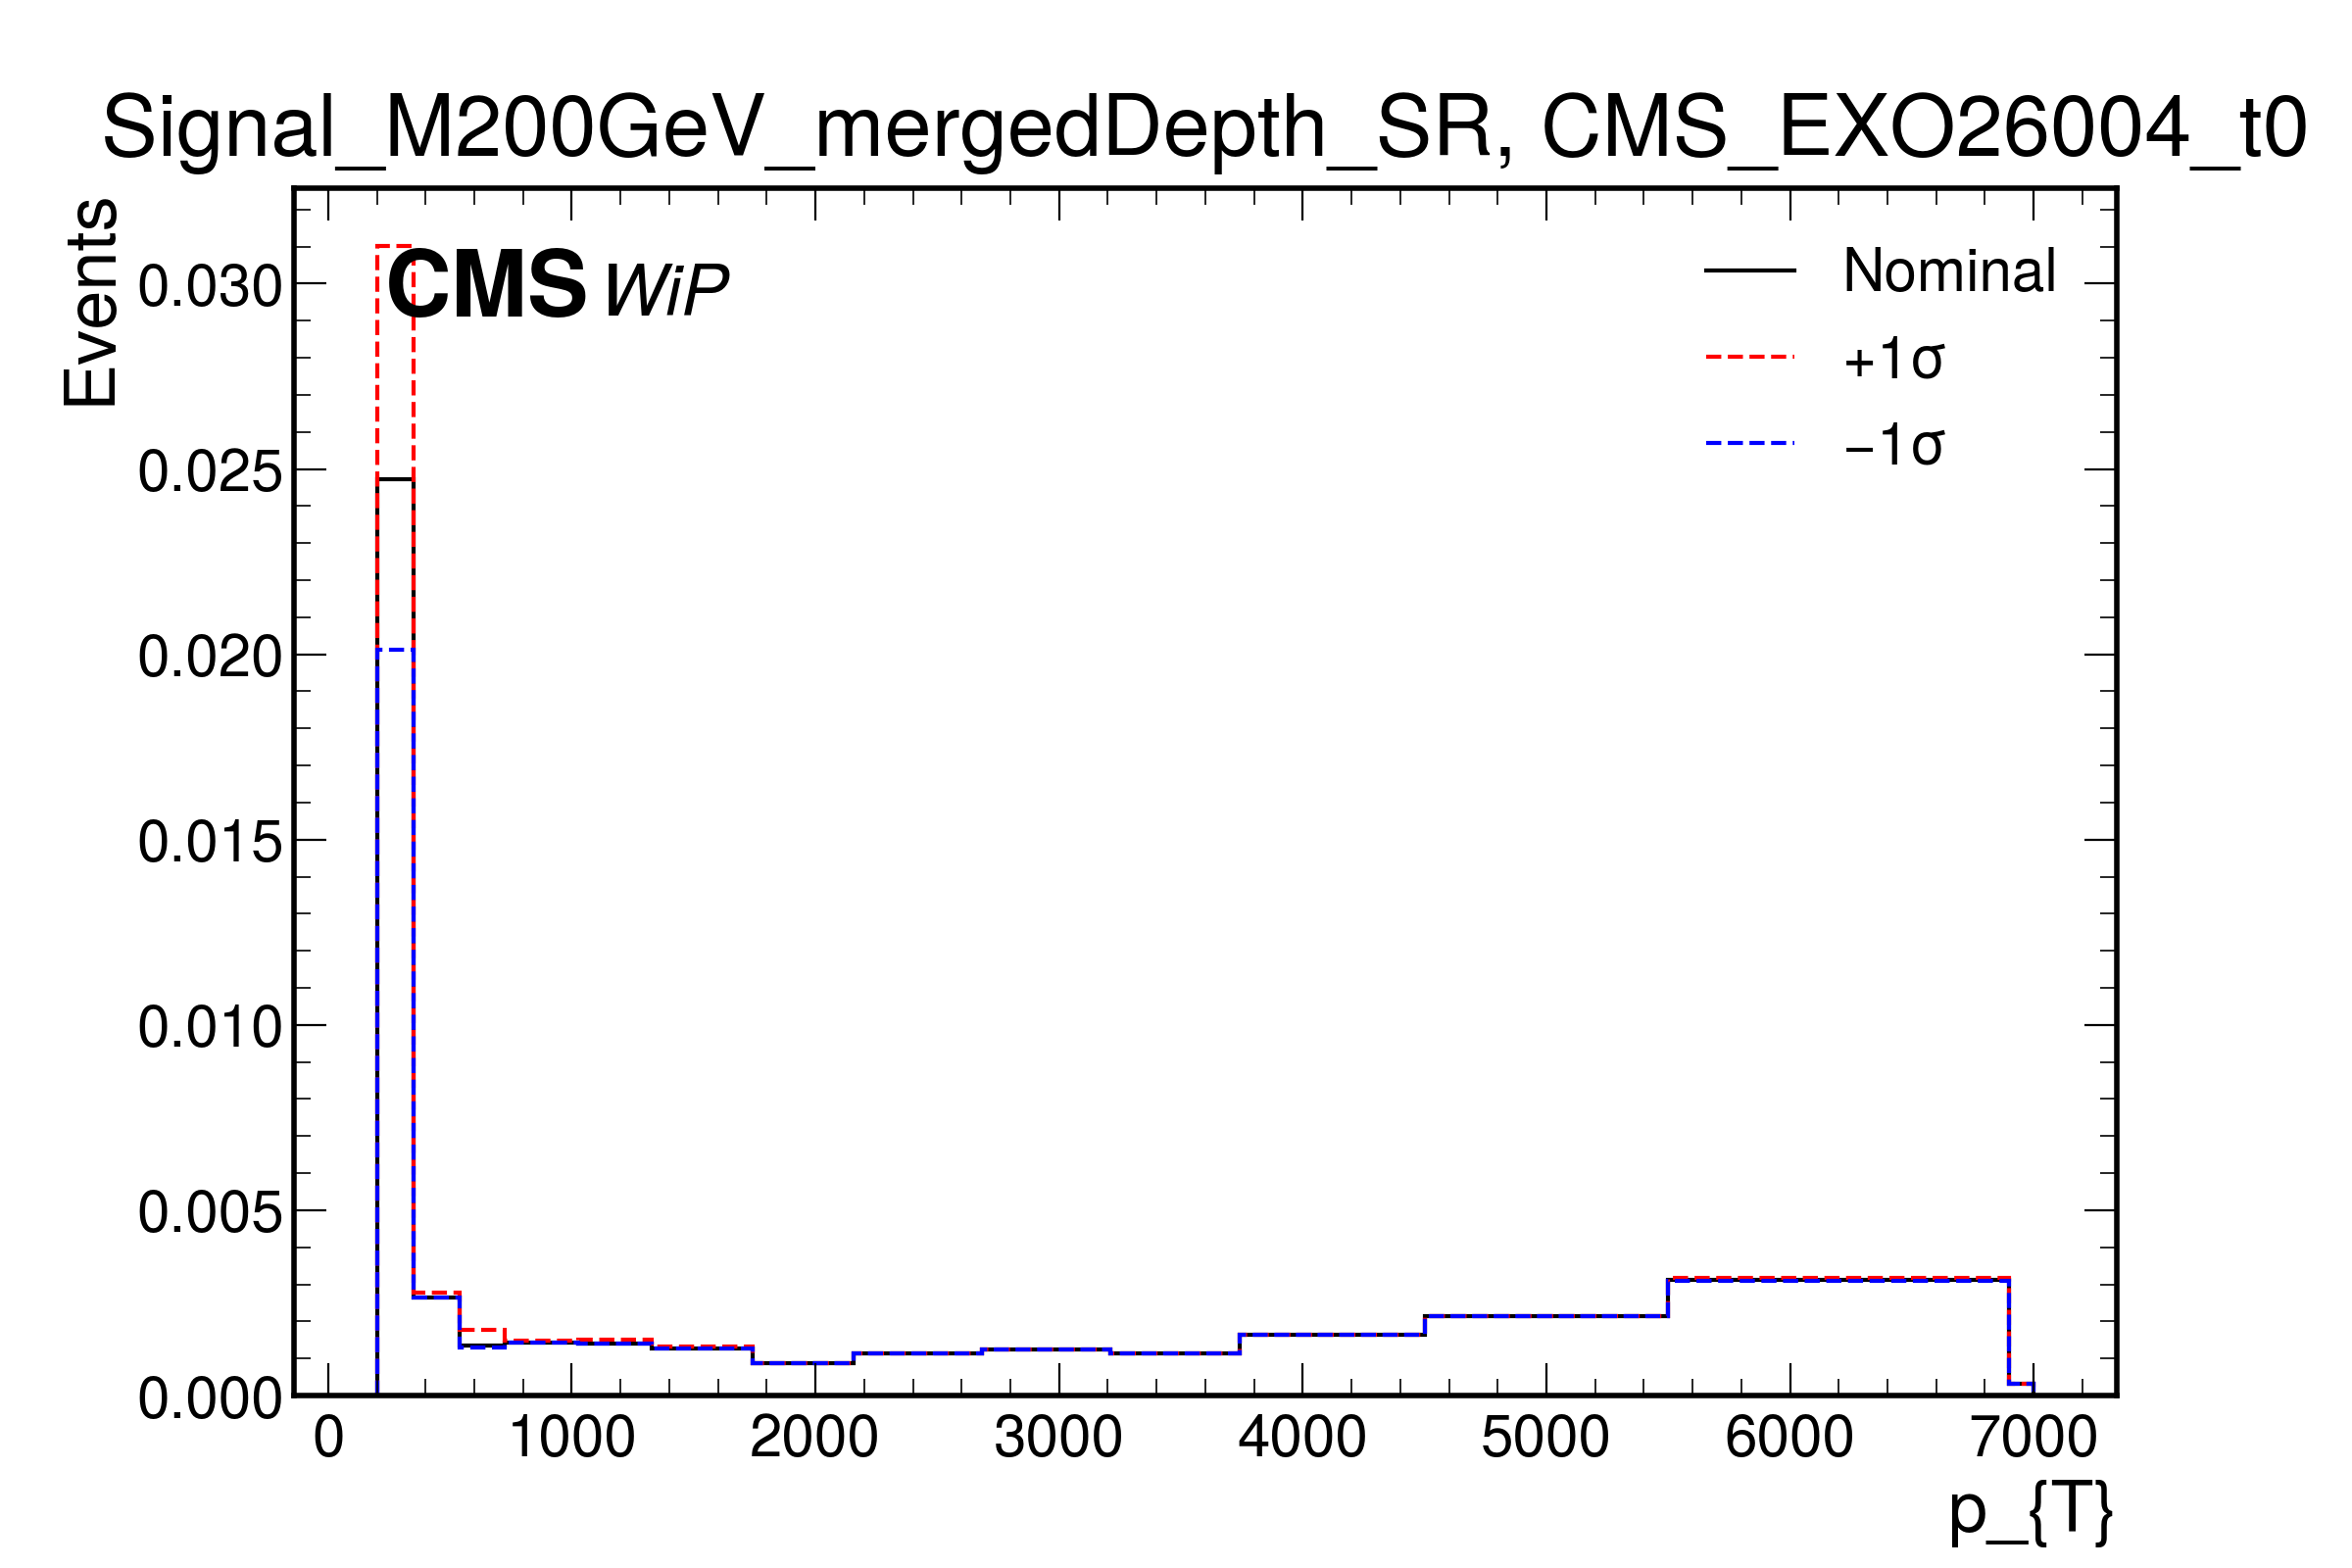 Signal_M200GeV_mergedDepth_SR, CMS_EXO26004_t0
Events
CMS WiP
Nominal
+1σ
−1σ
0.030
0.025
0.020
0.015
0.010
0.005
0.000
0 1000 2000 3000 4000 5000 6000 7000
p_{T}